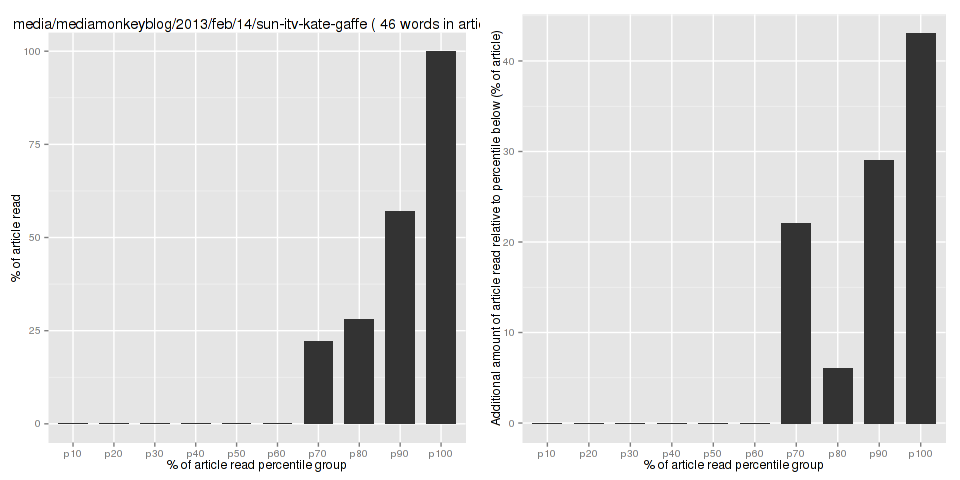 media/mediamonkeyblog/2013/feb/14/sun-itv-kate-gaffe ( 46 words in artic
% of article read
100
75
50
25
0
p10 p20 p30 p40 p50 p60 p70 p80 p90 p100
% of article read percentile group
Additional amount of article read relative to percentile below (% of article)
40
30
20
10
0
p10 p20 p30 p40 p50 p60 p70 p80 p90 p100
% of article read percentile group